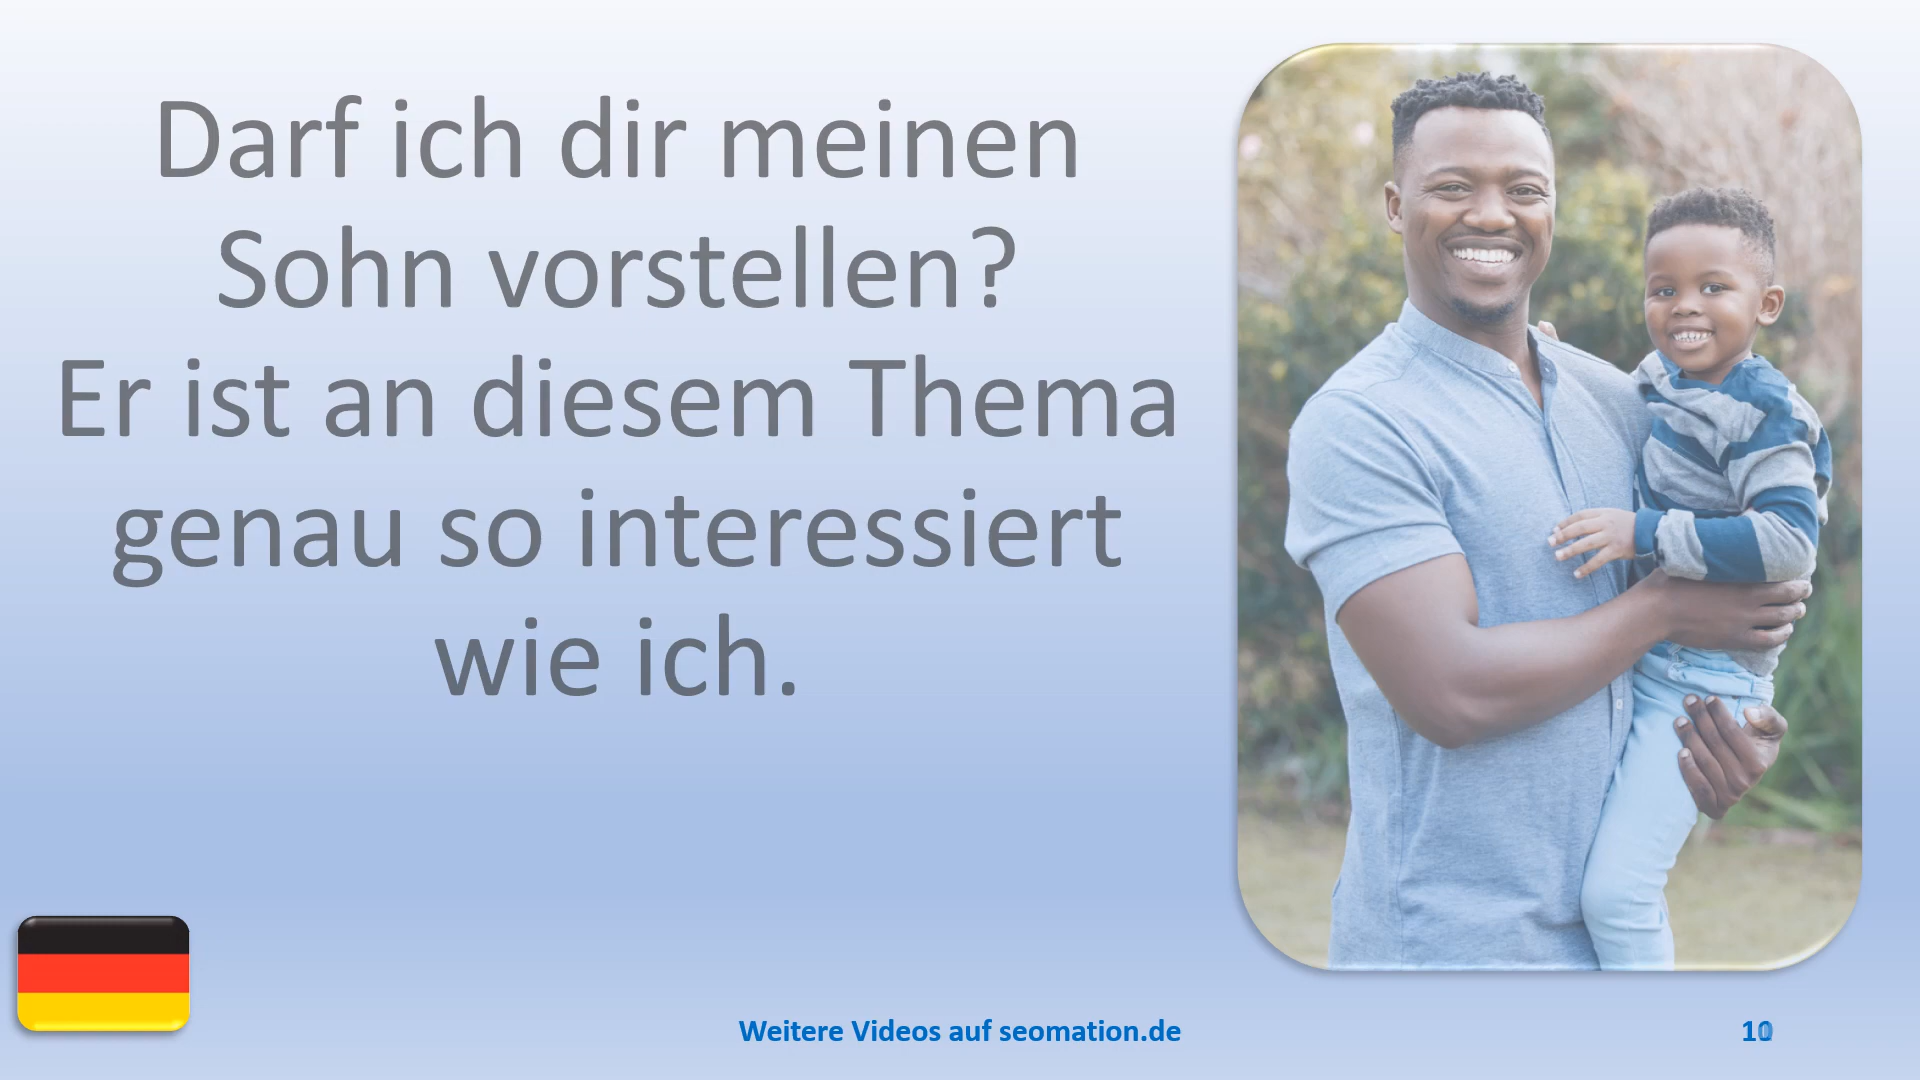 Darf ich dir meinen
Sohn vorstellen?
Er ist an diesem Thema
genau so interessiert
wie ich.
Weitere Videos auf seomation.de